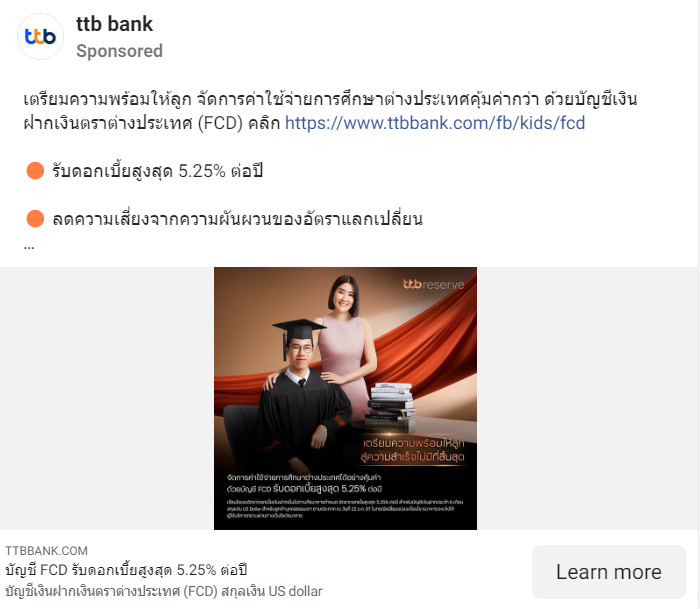 ttb bank
Sponsored
ttb
เตรียมความพร้อมให้ลูก จัดการค่าใช้จ่ายการศึกษาต่างประเทศคุ้มค่ากว่า ด้วยบัญชีเงิน
ฝากเงินตราต่างประเทศ (FCD) คลิก https://www.ttbbank.com/fb/kids/fcd
รับดอกเบี้ยสูงสุด 5.25% ต่อปี
ลดความเสี่ยงจากความผันผวนของอัตราแลกเปลี่ยน
...
ttb reserve
เตรียมความพร้อมให้ลูก
สู่ความสำเร็จไม่มีที่สิ้นสุด
จัดการค่าใช้จ่ายการศึกษาต่างประเทศได้อย่างคุ้มค่า
ด้วยบัญชี FCD รับดอกเบี้ยสูงสุด 5.25% ต่อปี
TTBBANK.COM
บัญชี FCD รับดอกเบี้ยสูงสุด 5.25% ต่อปี
บัญชีเงินฝากเงินตราต่างประเทศ (FCD) สกุลเงิน US dollar
Learn more